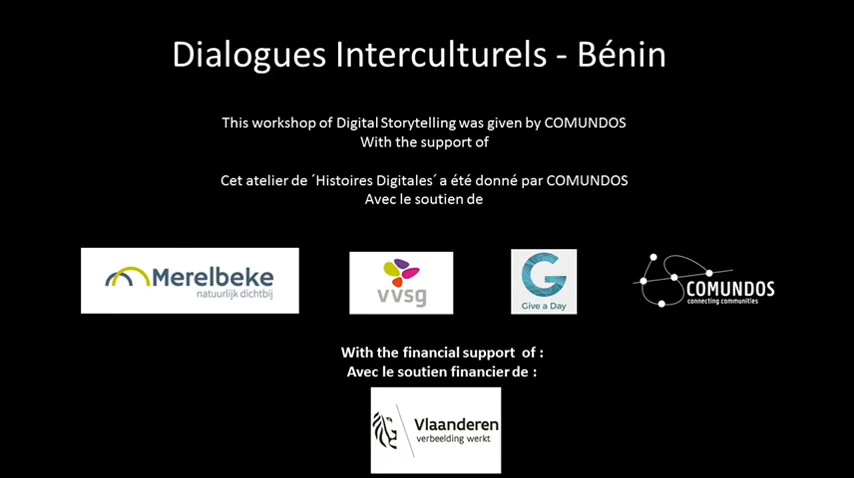 Dialogues Interculturels - Bénin
This workshop of Digital Storytelling was given by COMUNDOS
With the support of
Cet atelier de ´Histoires Digitales´ a été donné par COMUNDOS
Avec le soutien de
Merelbeke
natuurlijk dichtbij
vvsg
G
Give a Day
COMUNDOS
connecting communities
With the financial support of :
Avec le soutien financier de :
Vlaanderen
verbeelding werkt